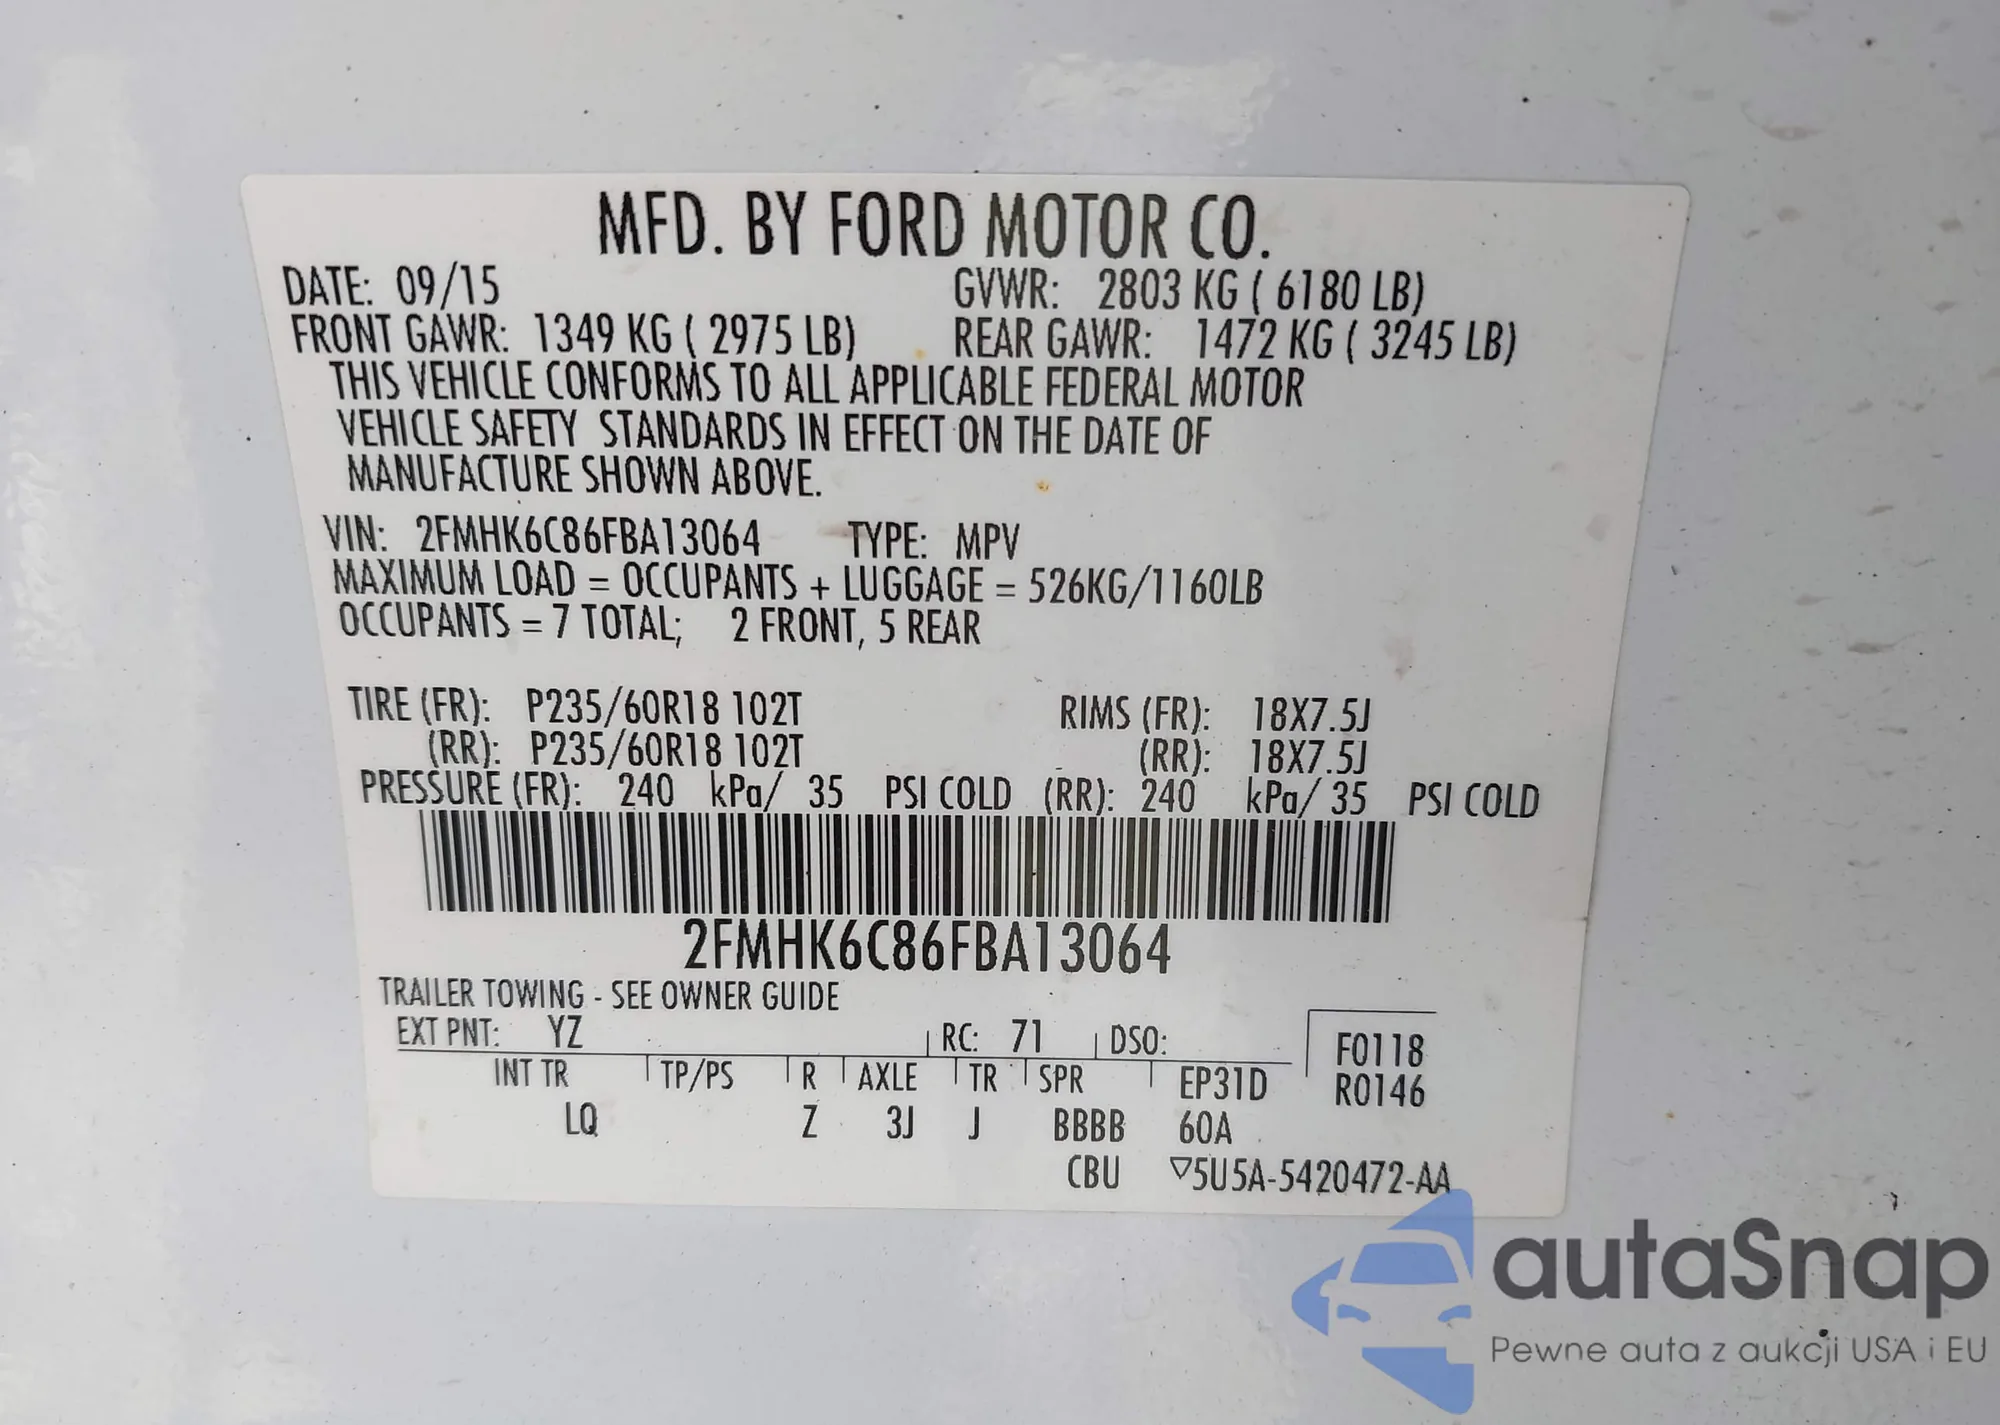 MFD. BY FORD MOTOR CO.
DATE: 09/15 GVWR: 2803 KG ( 6180 LB)
FRONT GAWR: 1349 KG ( 2975 LB) REAR GAWR: 1472 KG ( 3245 LB)
THIS VEHICLE CONFORMS TO ALL APPLICABLE FEDERAL MOTOR
VEHICLE SAFETY STANDARDS IN EFFECT ON THE DATE OF
MANUFACTURE SHOWN ABOVE.
VIN: 2FMHK6C86FBA13064 TYPE: MPV
MAXIMUM LOAD = OCCUPANTS + LUGGAGE = 526KG/1160LB
OCCUPANTS = 7 TOTAL; 2 FRONT, 5 REAR
TIRE (FR): P235/60R18 102T RIMS (FR): 18X7.5J
(RR): P235/60R18 102T (RR): 18X7.5J
PRESSURE (FR): 240 kPa/ 35 PSI COLD (RR): 240 kPa/ 35 PSI COLD
2FMHK6C86FBA13064
TRAILER TOWING - SEE OWNER GUIDE
EXT PNT: YZ RC: 71 DSO: F0118
INT TR TP/PS R AXLE TR SPR EP31D R0146
LQ Z 3J J BBBB 60A
CBU ▽5U5A-5420472-AA
autaSnap
Pewne auta z aukcji USA i EU